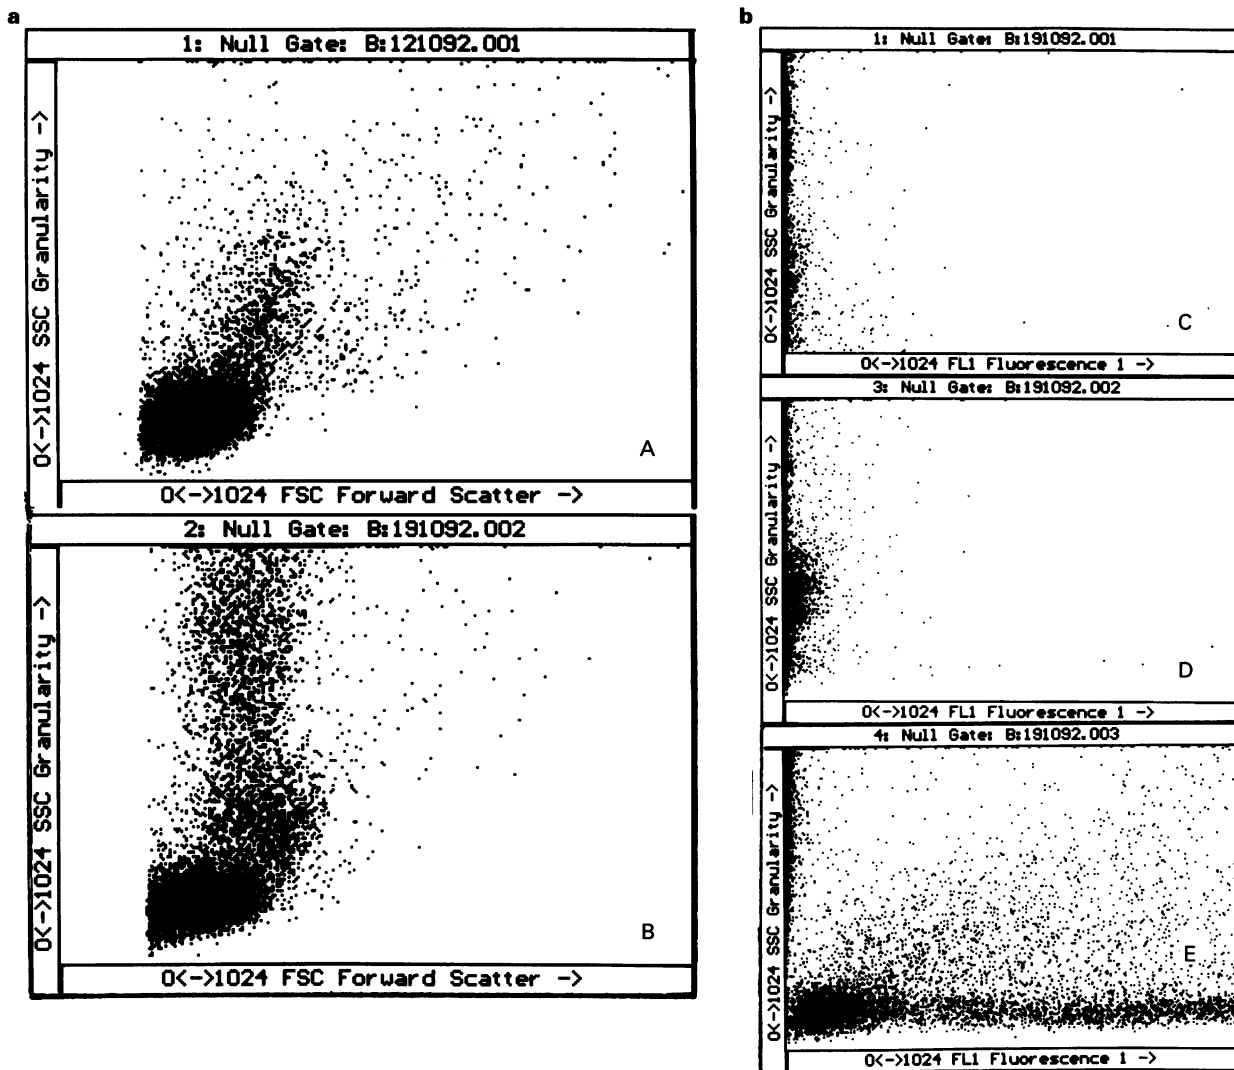 a
1: Null Gate: B:121092.001
0<->1024 SSC Granularity ->
A
0<->1024 FSC Forward Scatter ->
2: Null Gate: B:191092.002
0<->1024 SSC Granularity ->
B
0<->1024 FSC Forward Scatter ->
b
1: Null Gate: B:191092.001
0<->1024 SSC Granularity ->
C
0<->1024 FL1 Fluorescence 1 ->
3: Null Gate: B:191092.002
0<->1024 SSC Granularity ->
D
0<->1024 FL1 Fluorescence 1 ->
4: Null Gate: B:191092.003
0<->1024 SSC Granularity ->
E
0<->1024 FL1 Fluorescence 1 ->